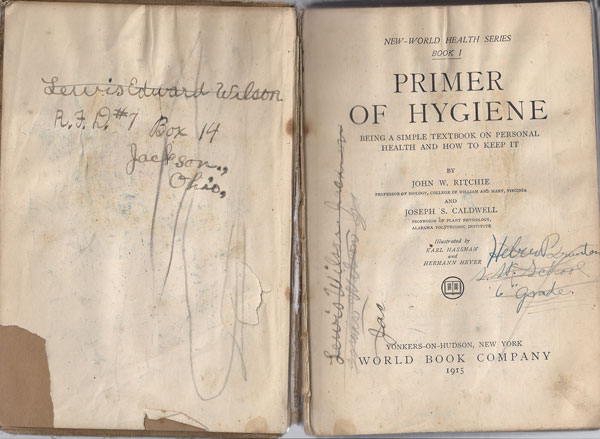 Lewis Edward Wilson
R.F.D. #7 Box 14
Jackson.,
Ohio,
NEW-WORLD HEALTH SERIES
BOOK I
PRIMER
OF HYGIENE
BEING A SIMPLE TEXTBOOK ON PERSONAL
HEALTH AND HOW TO KEEP IT
BY
JOHN W. RITCHIE
PROFESSOR OF BIOLOGY, COLLEGE OF WILLIAM AND MARY, VIRGINIA
AND
JOSEPH S. CALDWELL
PROFESSOR OF PLANT PHYSIOLOGY,
ALABAMA POLYTECHNIC INSTITUTE
Illustrated by
KARL HASSMAN
and
HERMANN HEYER
School
"6" grade.
Lewis Wilson
Jac
YONKERS-ON-HUDSON, NEW YORK
WORLD BOOK COMPANY
1915